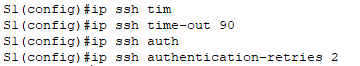 S1(config)#ip ssh tim
S1(config)#ip ssh time-out 90
S1(config)#ip ssh auth
S1(config)#ip ssh authentication-retries 2